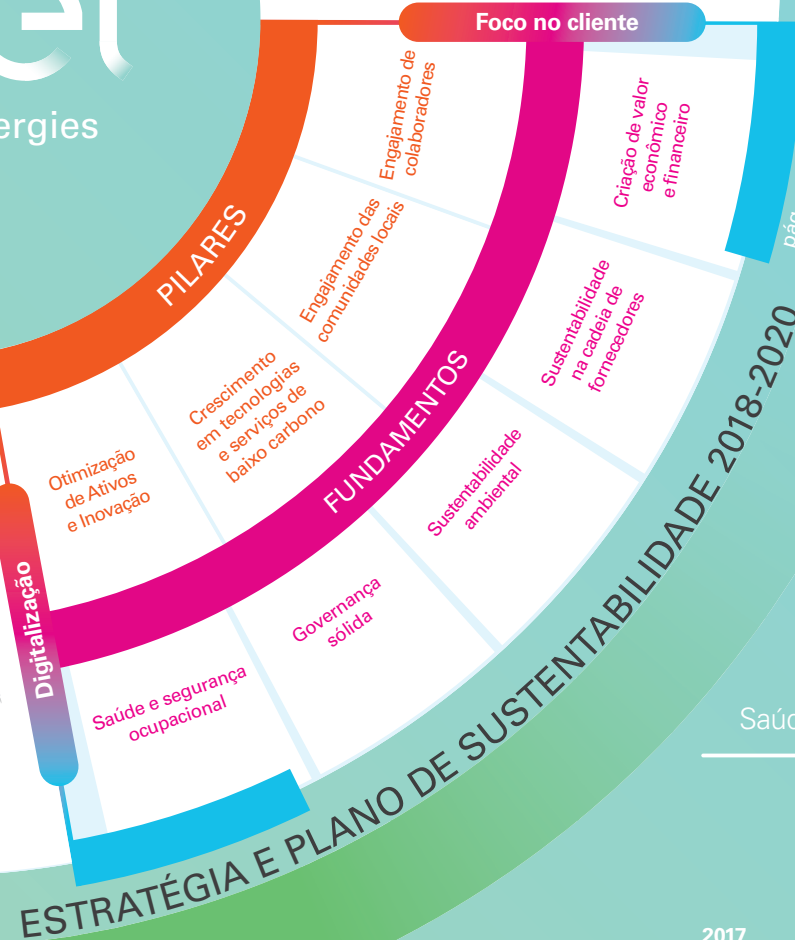 ergies
Foco no cliente
PILARES
Engajamento de
colaboradores
Engajamento das
comunidades locais
Crescimento
em tecnologias
e serviços de
baixo carbono
Otimização
de Ativos
e Inovação
Digitalização
FUNDAMENTOS
Criação de valor
econômico
e financeiro
Sustentabilidade
na cadeia de
fornecedores
Sustentabilidade
ambiental
Governança
sólida
Saúde e segurança
ocupacional
ESTRATÉGIA E PLANO DE SUSTENTABILIDADE 2018-2020
pág
Saúd
2017